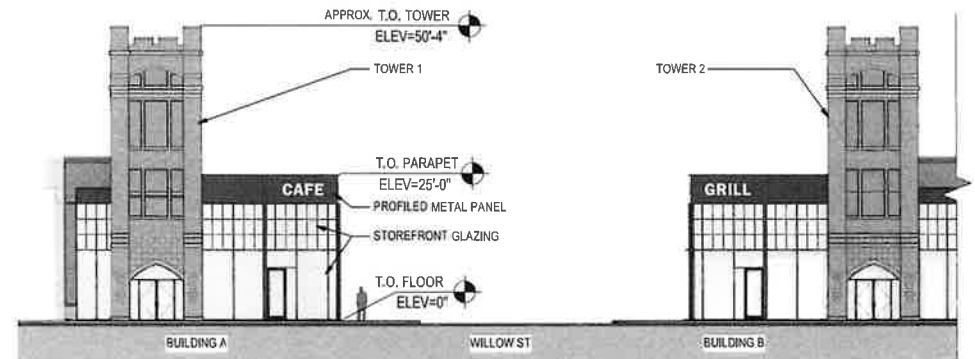 APPROX. T.O. TOWER
ELEV=50'-4"
TOWER 1
TOWER 2
T.O. PARAPET
ELEV=25'-0"
CAFE
GRILL
PROFILED METAL PANEL
STOREFRONT GLAZING
T.O. FLOOR
ELEV=0"
BUILDING A
WILLOW ST
BUILDING B